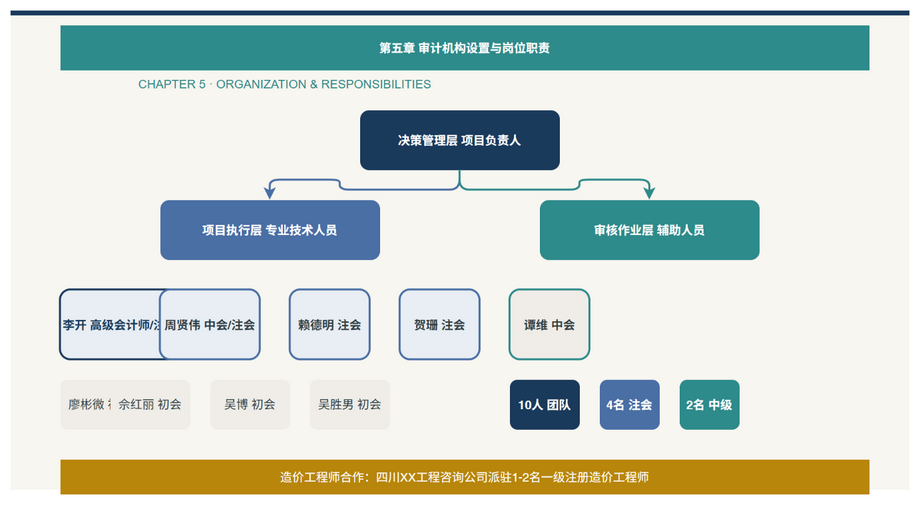 第五章 审计机构设置与岗位职责
CHAPTER 5 · ORGANIZATION & RESPONSIBILITIES
决策管理层 项目负责人
项目执行层 专业技术人员
审核作业层 辅助人员
李开 高级会计师/
周贤伟 中会/注会
赖德明 注会
贺珊 注会
谭维 中会
廖彬微
佘红丽 初会
吴博 初会
吴胜男 初会
10人 团队
4名 注会
2名 中级
造价工程师合作：四川XX工程咨询公司派驻1-2名一级注册造价工程师